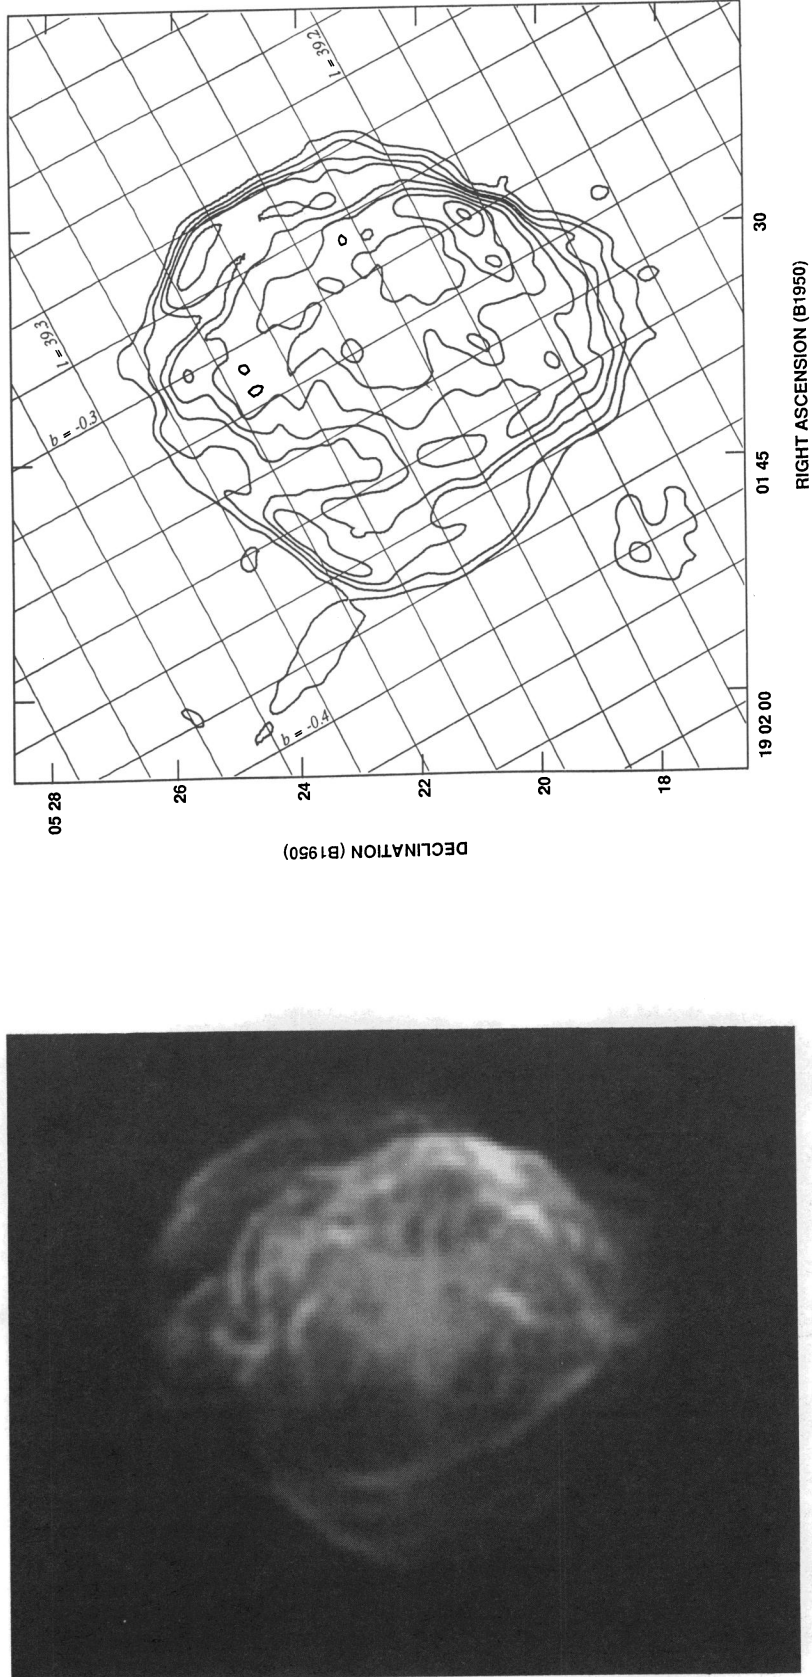 l = 39.2
l = 39.3
b = -0.3
b = -0.4
05 28
26
24
22
20
18
DECLINATION (B1950)
30
01 45
19 02 00
RIGHT ASCENSION (B1950)